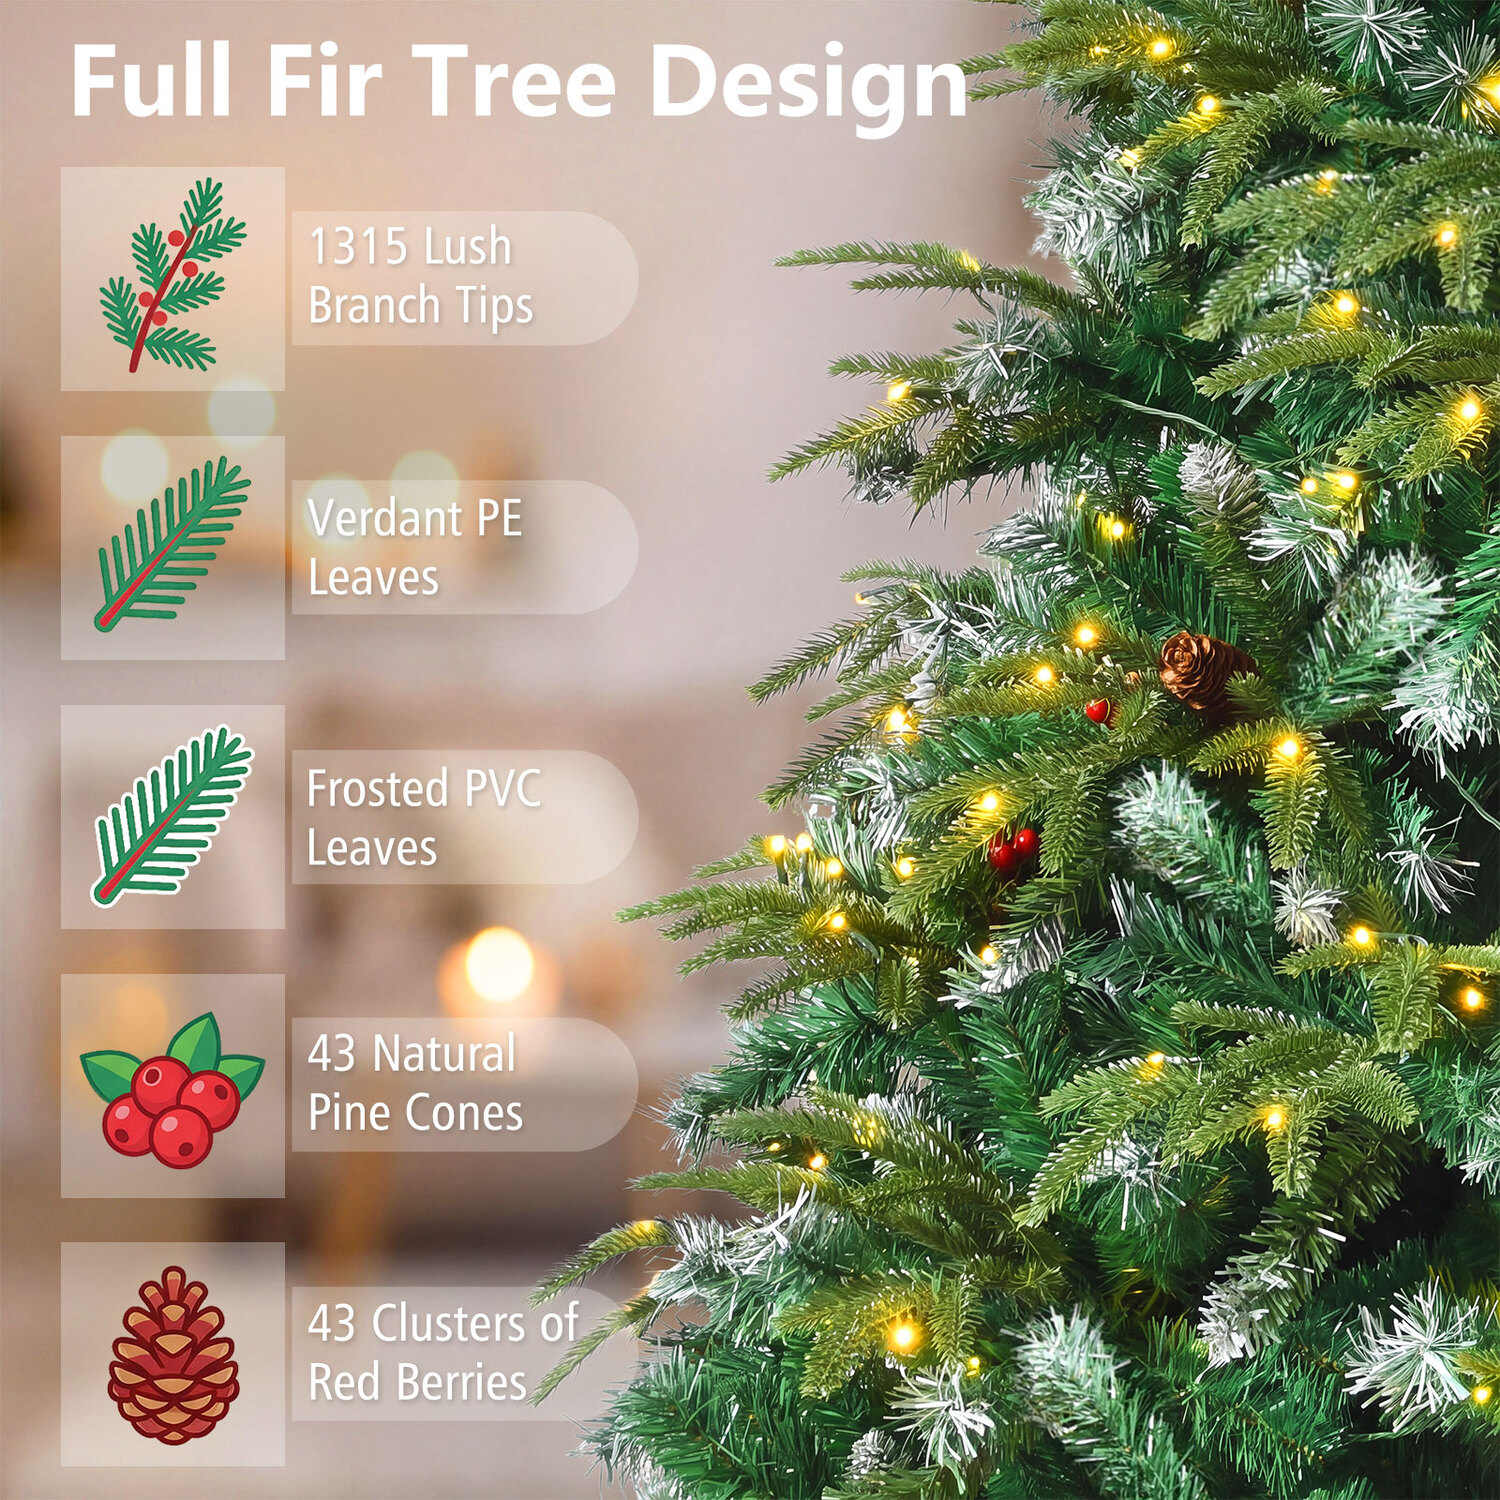 Full Fir Tree Design
1315 Lush
Branch Tips
Verdant PE
Leaves
Frosted PVC
Leaves
43 Natural
Pine Cones
43 Clusters of
Red Berries